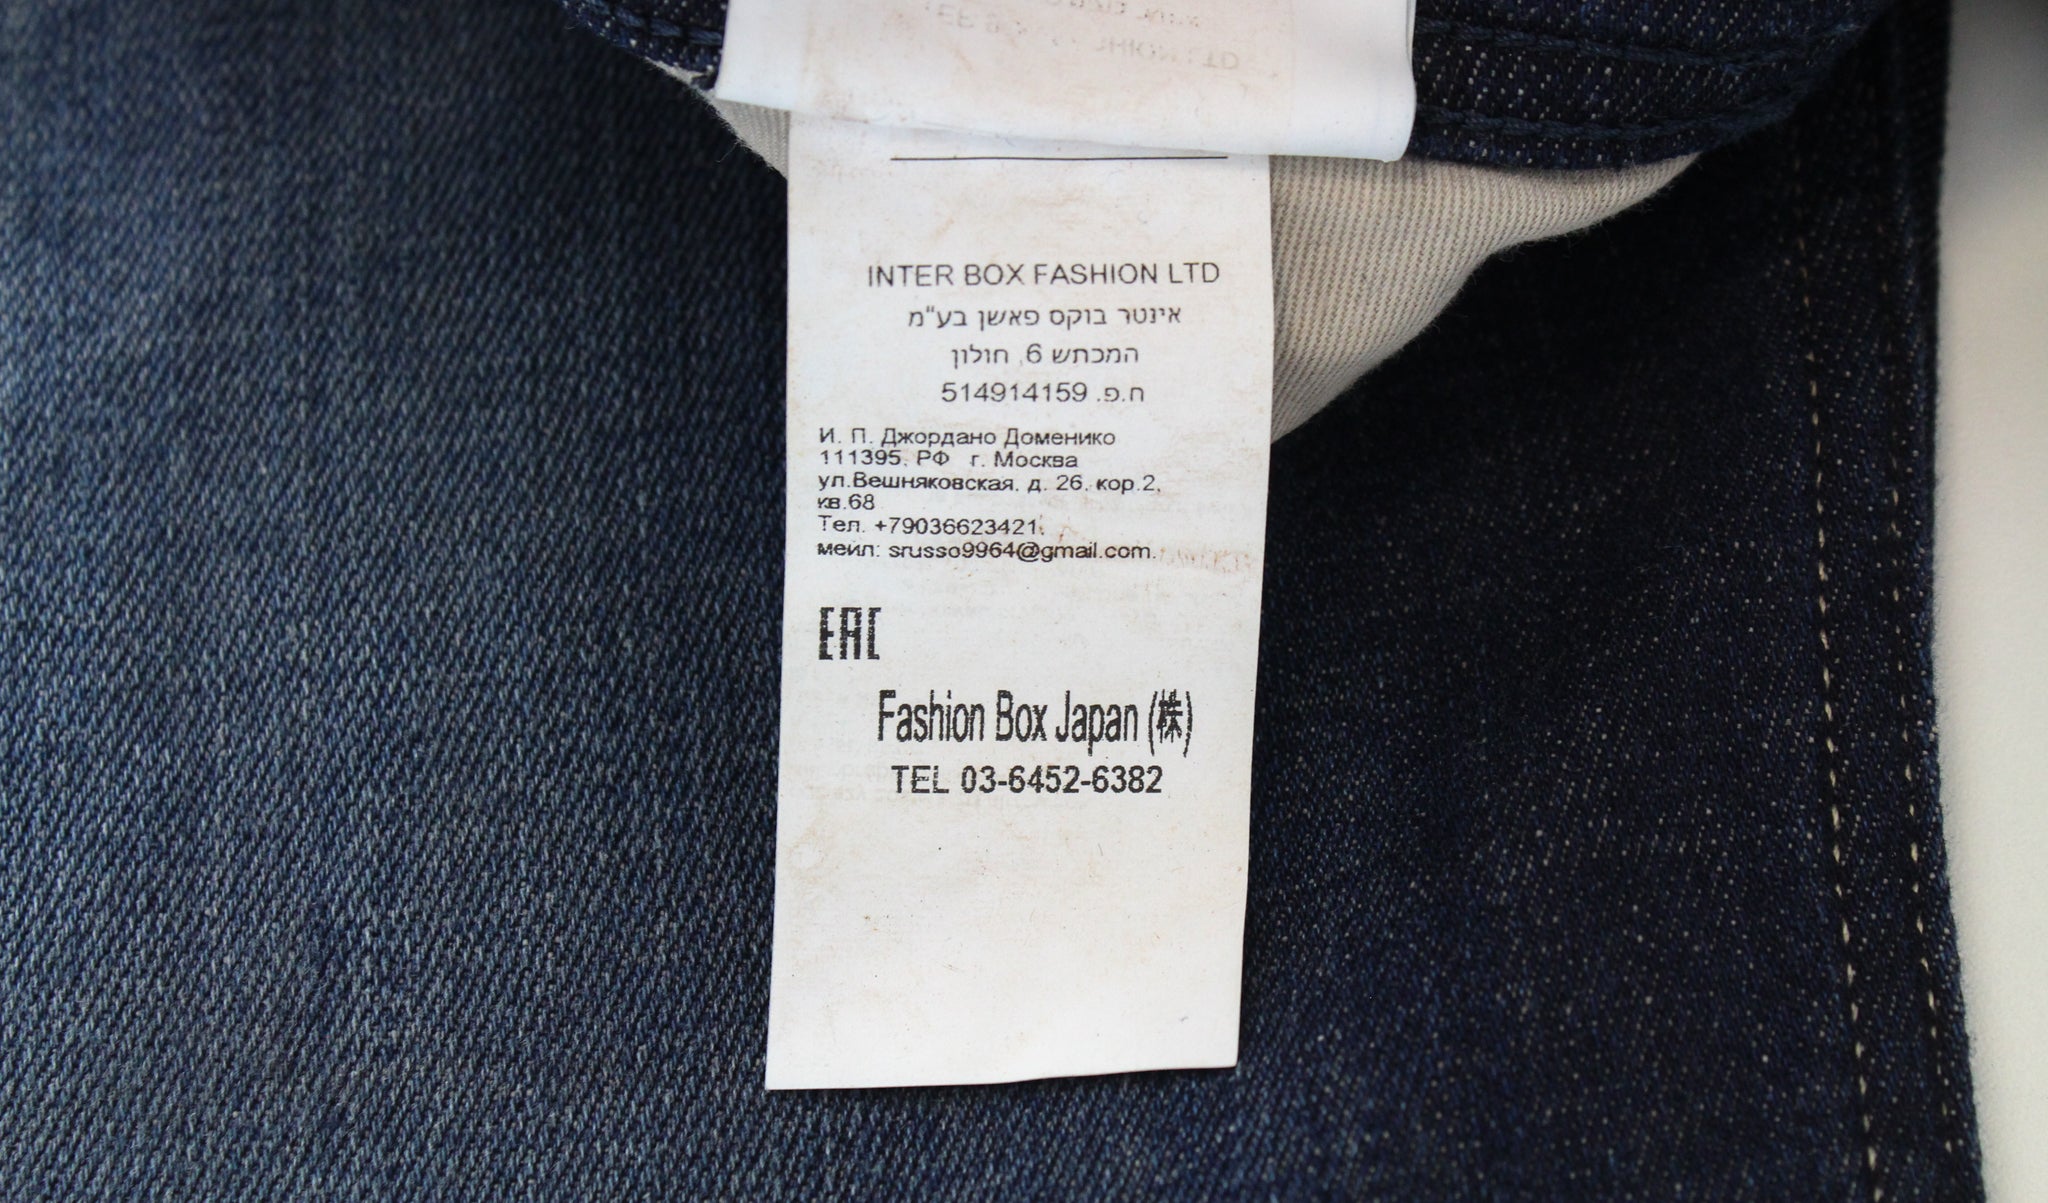 INTER BOX FASHION LTD
אינטר בוקס פאשן בע"מ
המכתש 6, חולון
ח.פ. 514914159
И. П. Джордано Доменико
111395, РФ г. Москва
ул.Вешняковская, д. 26, кор.2,
кв.68
Тел. +79036623421,
меил: srusso9964@gmail.com.
EAC
Fashion Box Japan (株)
TEL 03-6452-6382